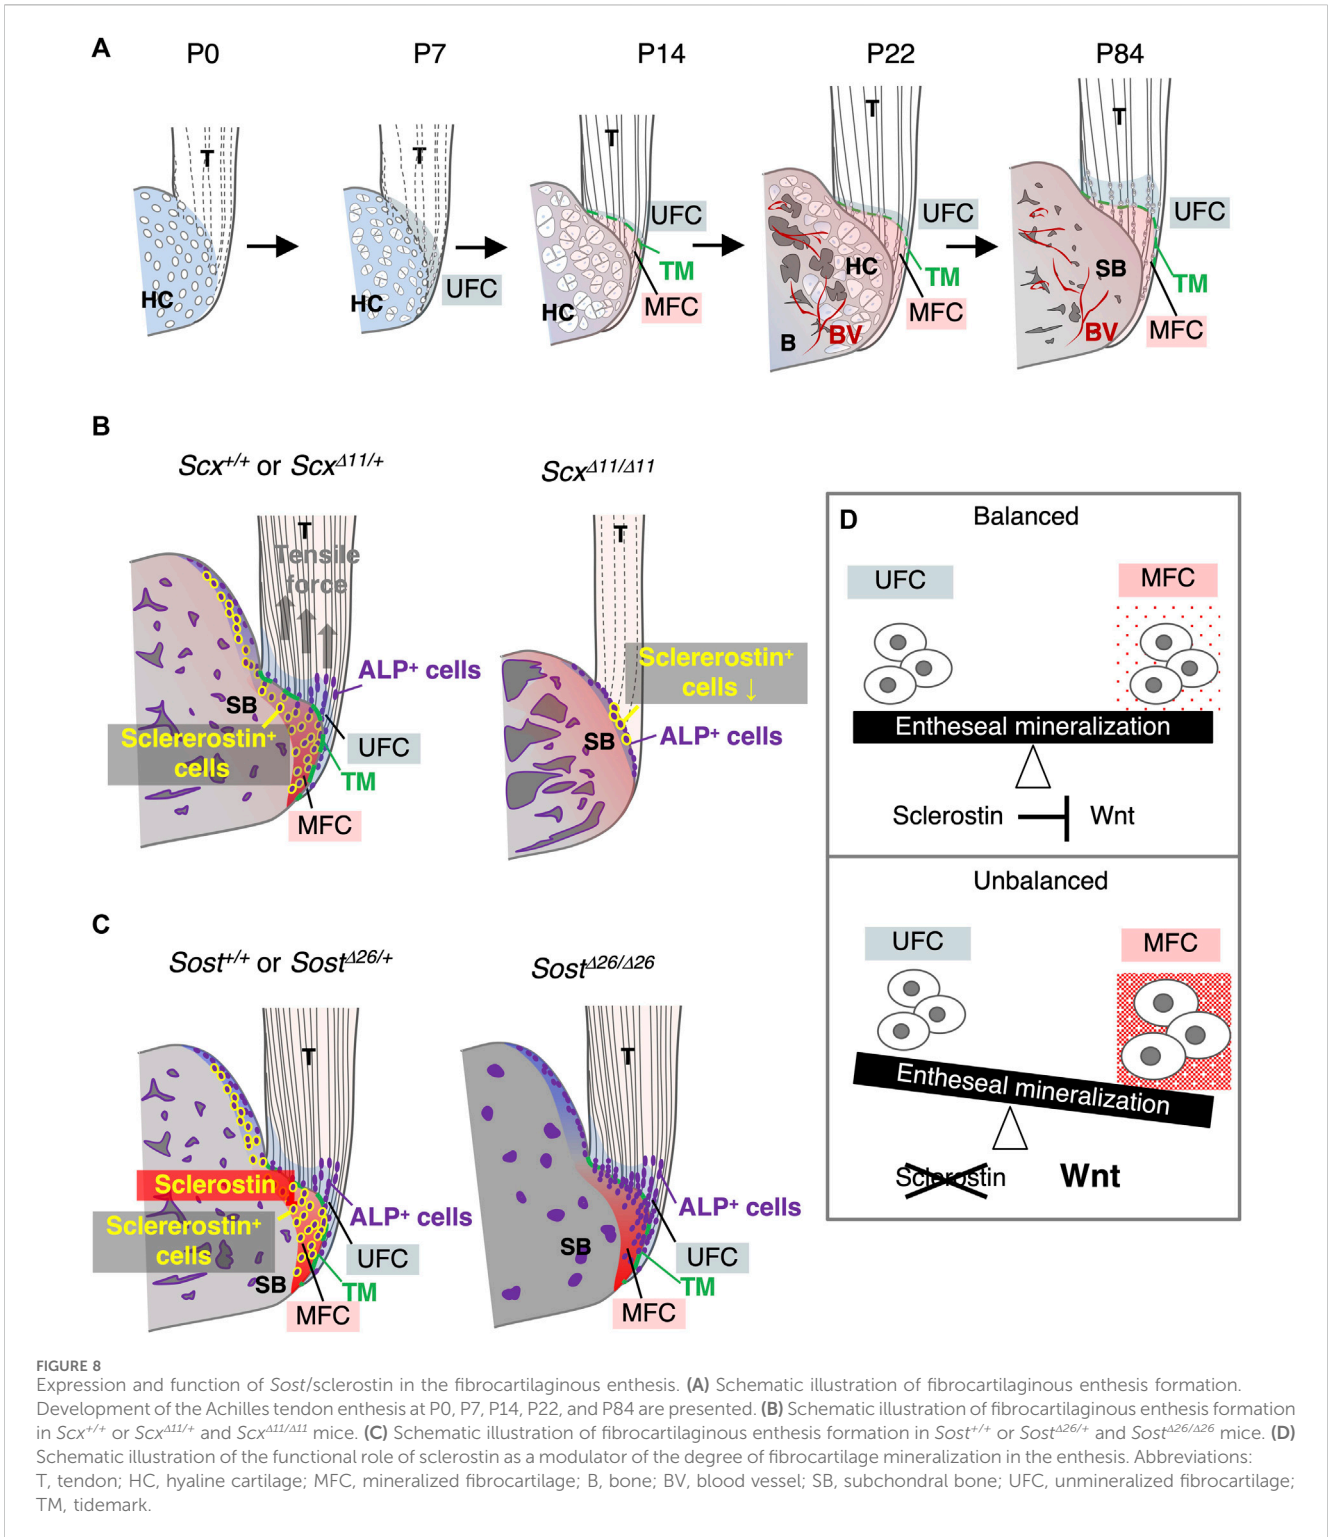 A
P0
P7
P14
P22
P84
T
HC
T
HC
UFC
T
HC
UFC
TM
MFC
T
HC
B
BV
UFC
TM
MFC
T
SB
BV
UFC
TM
MFC
B
Scx+/+ or ScxΔ11/+
T
Tensile
force
ALP+ cells
SB
Sclererostin+
cells
UFC
TM
MFC
ScxΔ11/Δ11
T
Sclererostin+
cells ↓
SB
ALP+ cells
C
Sost+/+ or SostΔ26/+
T
Sclerostin
ALP+ cells
Sclererostin+
cells
UFC
SB
TM
MFC
SostΔ26/Δ26
T
ALP+ cells
SB
UFC
TM
MFC
D
Balanced
UFC
MFC
Entheseal mineralization
Sclerostin
Wnt
Unbalanced
UFC
MFC
Entheseal mineralization
Sclerostin
Wnt
FIGURE 8
Expression and function of Sost/sclerostin in the fibrocartilaginous enthesis. (A) Schematic illustration of fibrocartilaginous enthesis formation.
Development of the Achilles tendon enthesis at P0, P7, P14, P22, and P84 are presented. (B) Schematic illustration of fibrocartilaginous enthesis formation
in Scx+/+ or ScxΔ11/+ and ScxΔ11/Δ11 mice. (C) Schematic illustration of fibrocartilaginous enthesis formation in Sost+/+ or SostΔ26/+ and SostΔ26/Δ26 mice. (D)
Schematic illustration of the functional role of sclerostin as a modulator of the degree of fibrocartilage mineralization in the enthesis. Abbreviations:
T, tendon; HC, hyaline cartilage; MFC, mineralized fibrocartilage; B, bone; BV, blood vessel; SB, subchondral bone; UFC, unmineralized fibrocartilage;
TM, tidemark.